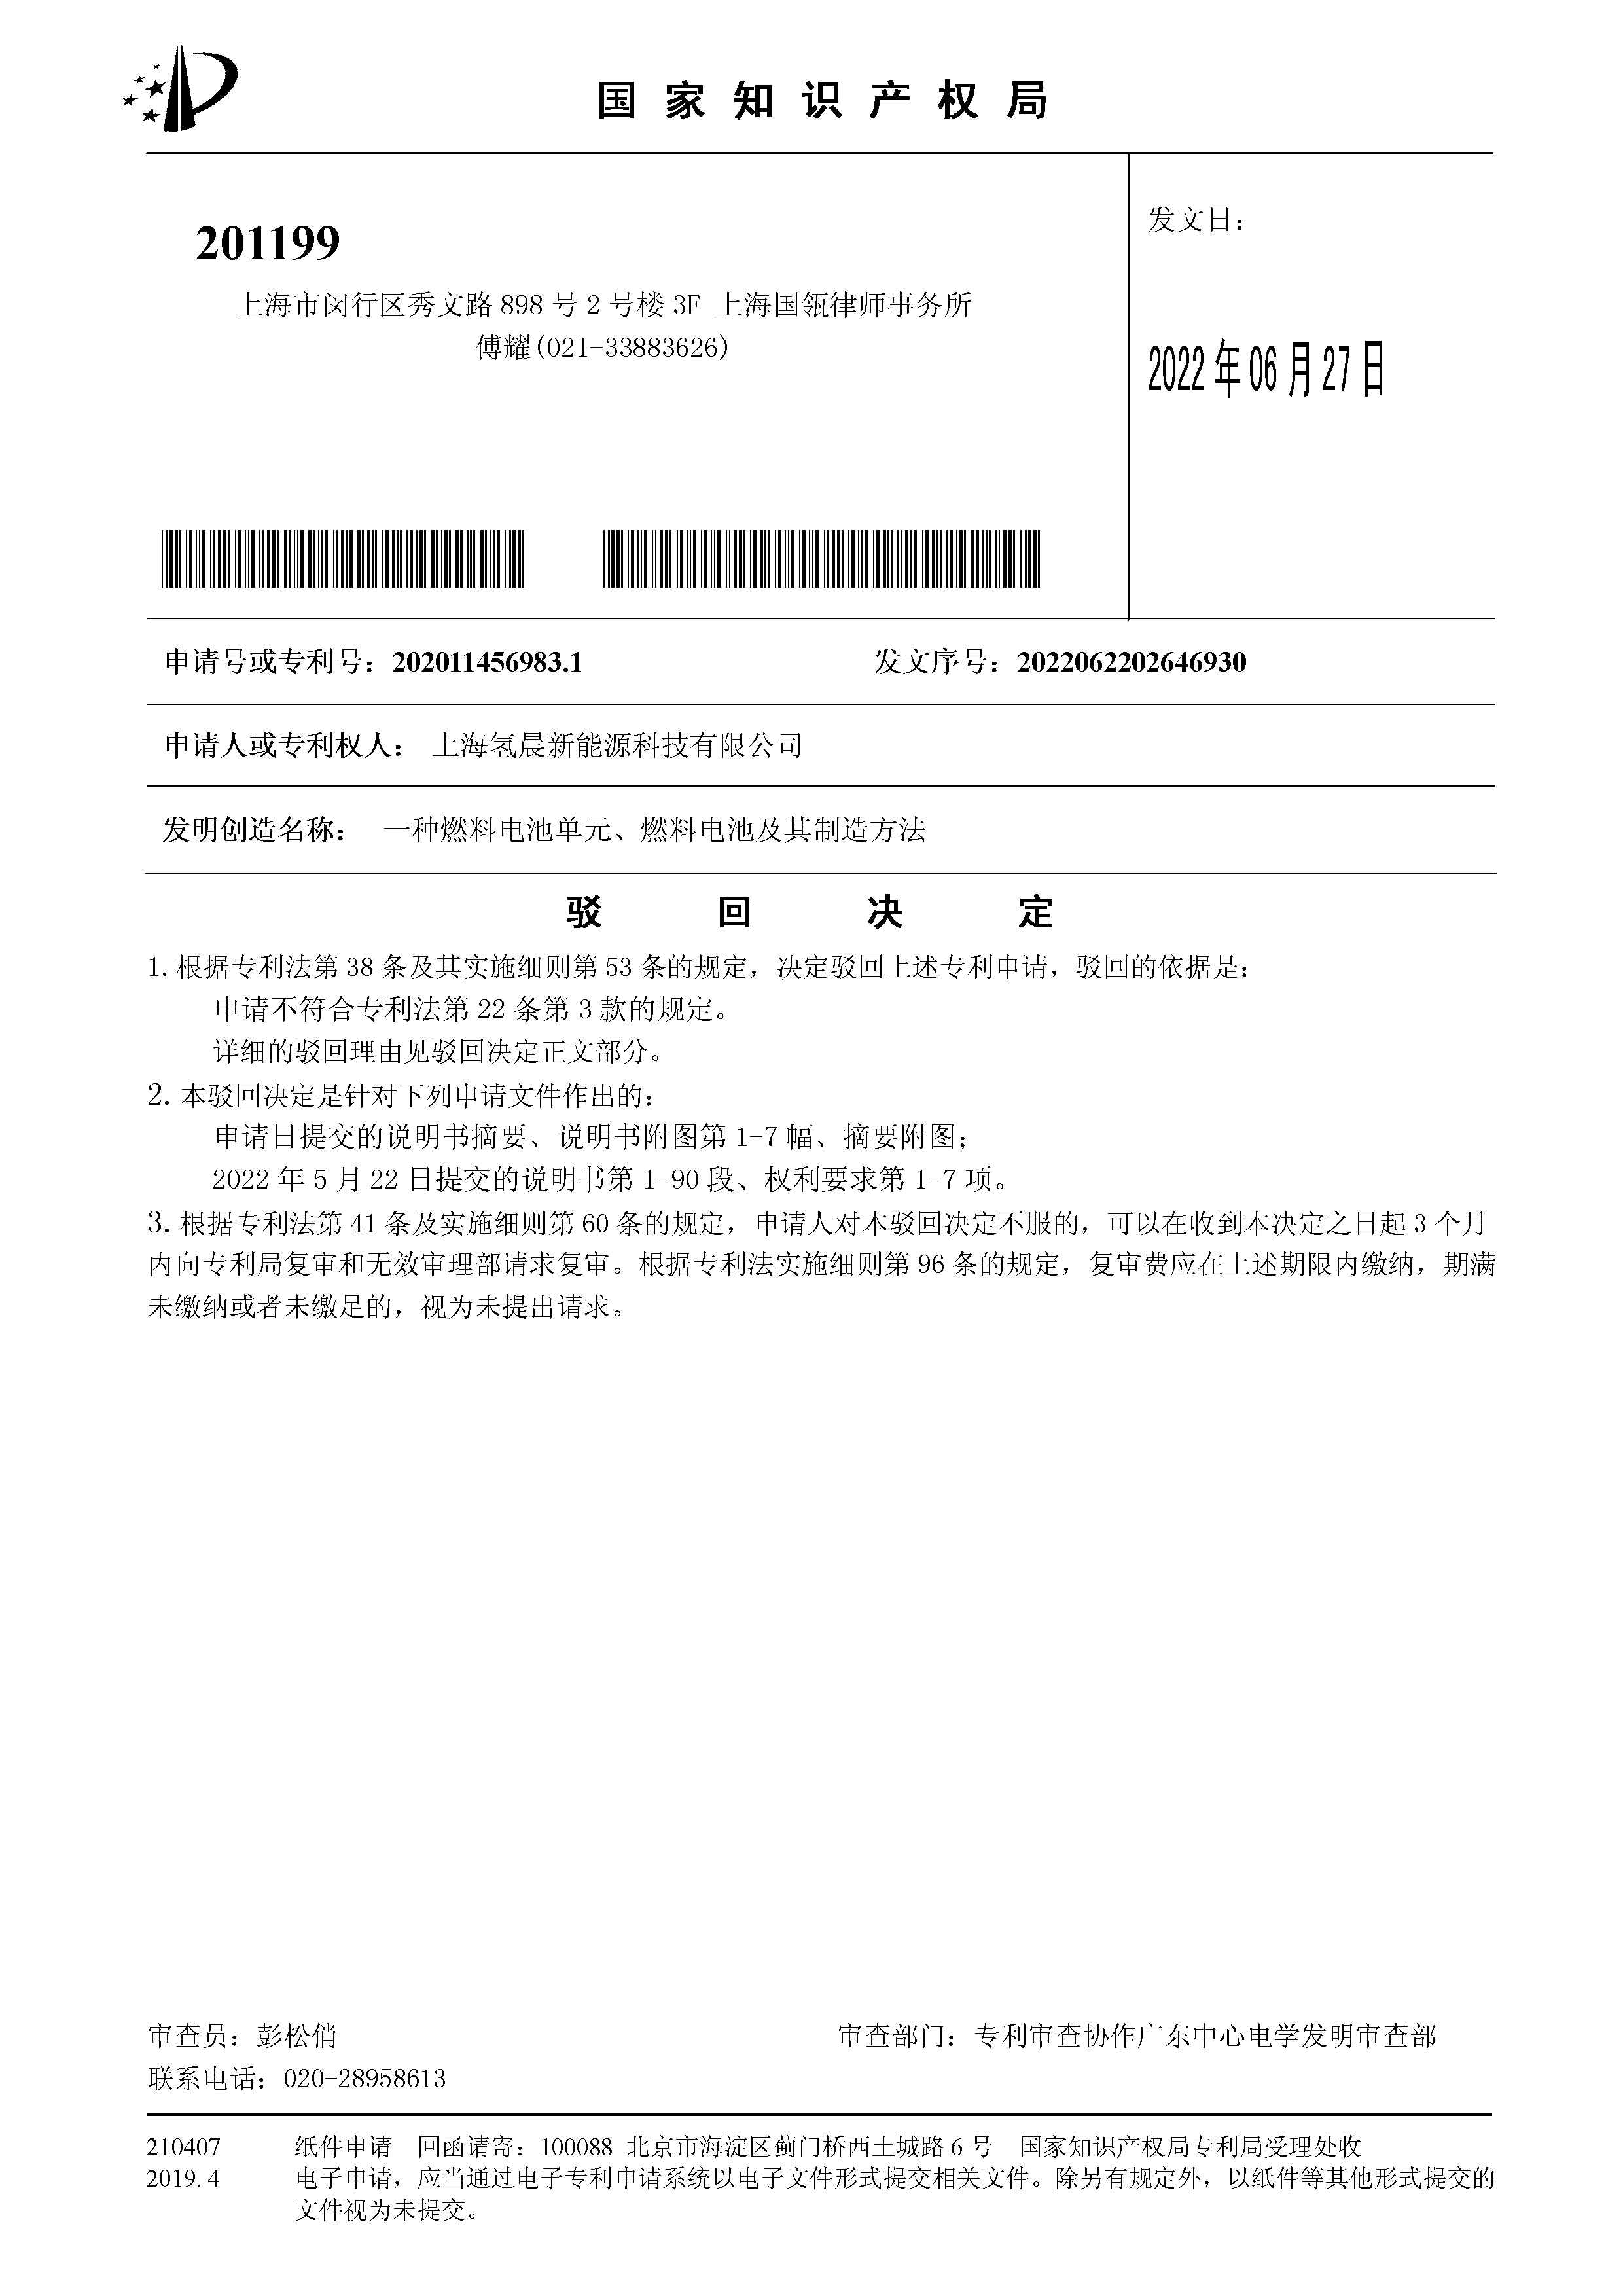 国家知识产权局
201199
上海市闵行区秀文路 898 号 2 号楼 3F 上海国瓴律师事务所
傅耀(021-33883626)
发文日：
2022 年 06 月 27 日
申请号或专利号：202011456983.1 发文序号：2022062202646930
申请人或专利权人： 上海氢晨新能源科技有限公司
发明创造名称： 一种燃料电池单元、燃料电池及其制造方法
驳回决定
1. 根据专利法第 38 条及其实施细则第 53 条的规定，决定驳回上述专利申请，驳回的依据是：
申请不符合专利法第 22 条第 3 款的规定。
详细的驳回理由见驳回决定正文部分。
2. 本驳回决定是针对下列申请文件作出的：
申请日提交的说明书摘要、说明书附图第 1-7 幅、摘要附图；
2022 年 5 月 22 日提交的说明书第 1-90 段、权利要求第 1-7 项。
3. 根据专利法第 41 条及实施细则第 60 条的规定，申请人对本驳回决定不服的，可以在收到本决定之日起 3 个月
内向专利局复审和无效审理部请求复审。根据专利法实施细则第 96 条的规定，复审费应在上述期限内缴纳，期满
未缴纳或者未缴足的，视为未提出请求。
审查员：彭松俏 审查部门：专利审查协作广东中心电学发明审查部
联系电话：020-28958613
210407 纸件申请 回函请寄：100088 北京市海淀区蓟门桥西土城路 6 号 国家知识产权局专利局受理处收
2019. 4 电子申请，应当通过电子专利申请系统以电子文件形式提交相关文件。除另有规定外，以纸件等其他形式提交的
文件视为未提交。